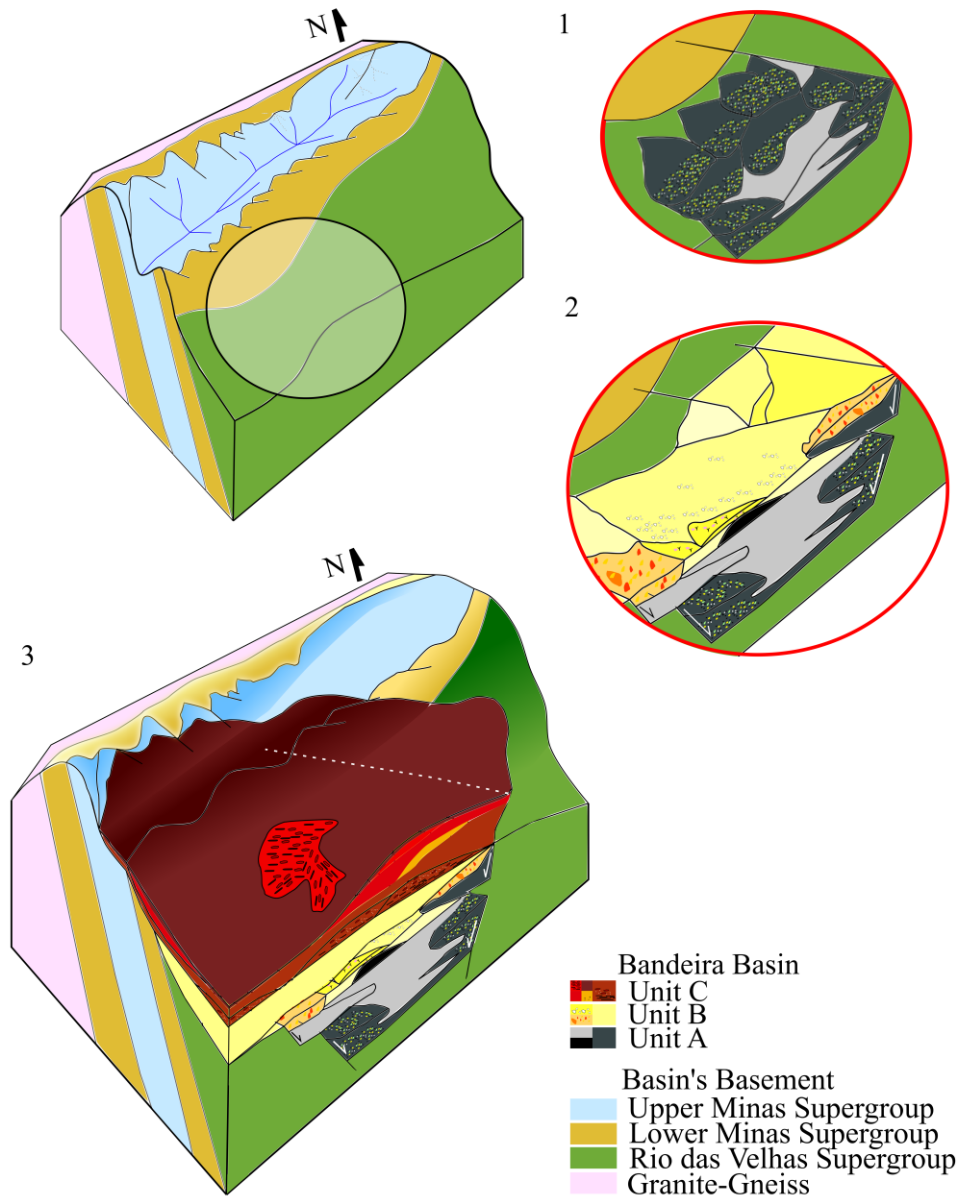 N
1
2
N
3
Bandeira Basin
Unit C
Unit B
Unit A
Basin's Basement
Upper Minas Supergroup
Lower Minas Supergroup
Rio das Velhas Supergroup
Granite-Gneiss